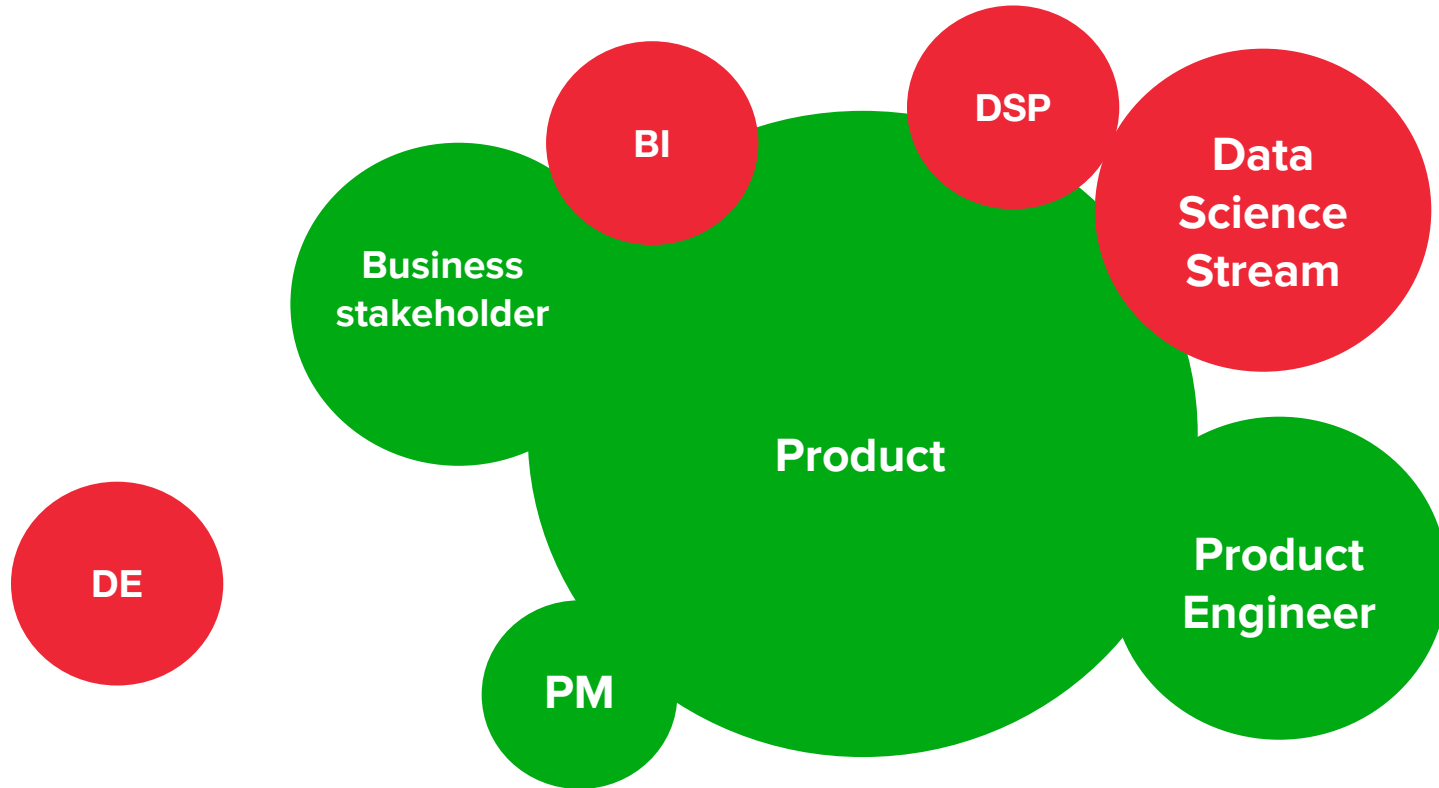 DSP
BI
Data
Science
Stream
Business
stakeholder
Product
Product
Engineer
DE
PM